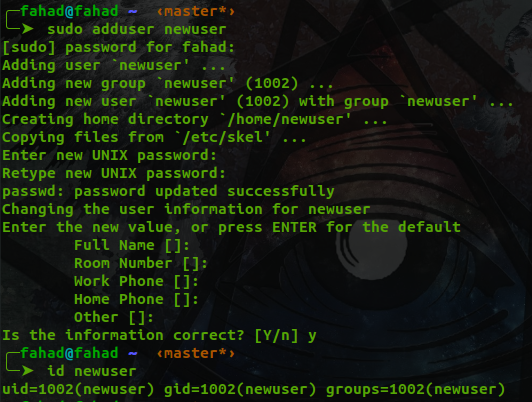 fahad@fahad ~ ‹master*›
➤ sudo adduser newuser
[sudo] password for fahad:
Adding user `newuser' ...
Adding new group `newuser' (1002) ...
Adding new user `newuser' (1002) with group `newuser' ...
Creating home directory `/home/newuser' ...
Copying files from `/etc/skel' ...
Enter new UNIX password:
Retype new UNIX password:
passwd: password updated successfully
Changing the user information for newuser
Enter the new value, or press ENTER for the default
Full Name []:
Room Number []:
Work Phone []:
Home Phone []:
Other []:
Is the information correct? [Y/n] y
fahad@fahad ~ ‹master*›
➤ id newuser
uid=1002(newuser) gid=1002(newuser) groups=1002(newuser)